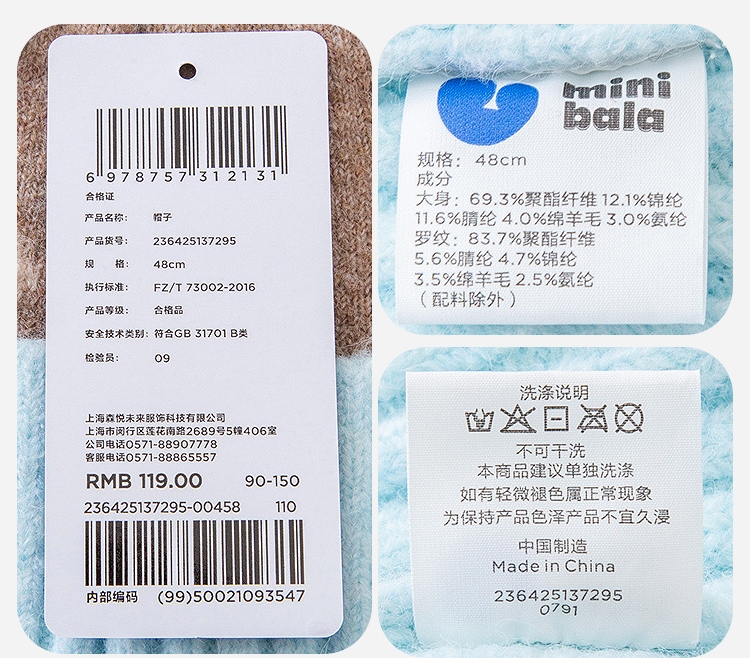 6 978757 312131
合格证
产品名称: 帽子
产品货号: 236425137295
规 格: 48cm
执行标准: FZ/T 73002-2016
产品等级: 合格品
安全技术类别: 符合GB 31701 B类
检验员: 09
上海森悦未来服饰科技有限公司
上海市闵行区莲花南路2689号5幢406室
公司电话0571-88907778
客服电话0571-88865557
RMB 119.00 90-150
236425137295-00458 110
内部编码 (99)50021093547
mini
bala
规格: 48cm
成分
大身: 69.3%聚酯纤维 12.1%锦纶
11.6%腈纶 4.0%绵羊毛 3.0%氨纶
罗纹: 83.7%聚酯纤维
5.6%腈纶 4.7%锦纶
3.5%绵羊毛 2.5%氨纶
(配料除外)
洗涤说明
不可干洗
本商品建议单独洗涤
如有轻微褪色属正常现象
为保持产品色泽产品不宜久浸
中国制造
Made in China
236425137295
0791